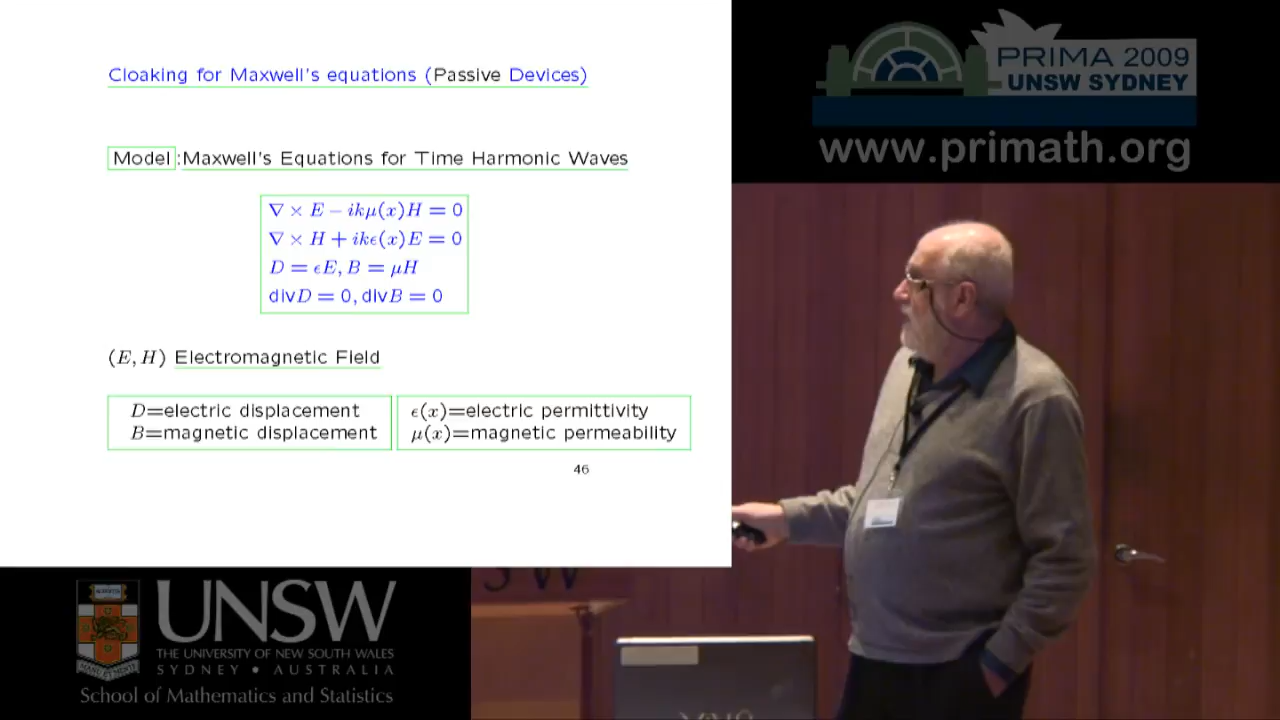 Cloaking for Maxwell's equations (Passive Devices)
Model :Maxwell's Equations for Time Harmonic Waves
∇ × E − ikμ(x)H = 0
∇ × H + ikϵ(x)E = 0
D = ϵE, B = μH
divD = 0, divB = 0
(E, H) Electromagnetic Field
D=electric displacement
B=magnetic displacement
ϵ(x)=electric permittivity
μ(x)=magnetic permeability
46
PRIMA 2009
UNSW SYDNEY
www.primath.org
UNSW
THE UNIVERSITY OF NEW SOUTH WALES
SYDNEY • AUSTRALIA
School of Mathematics and Statistics